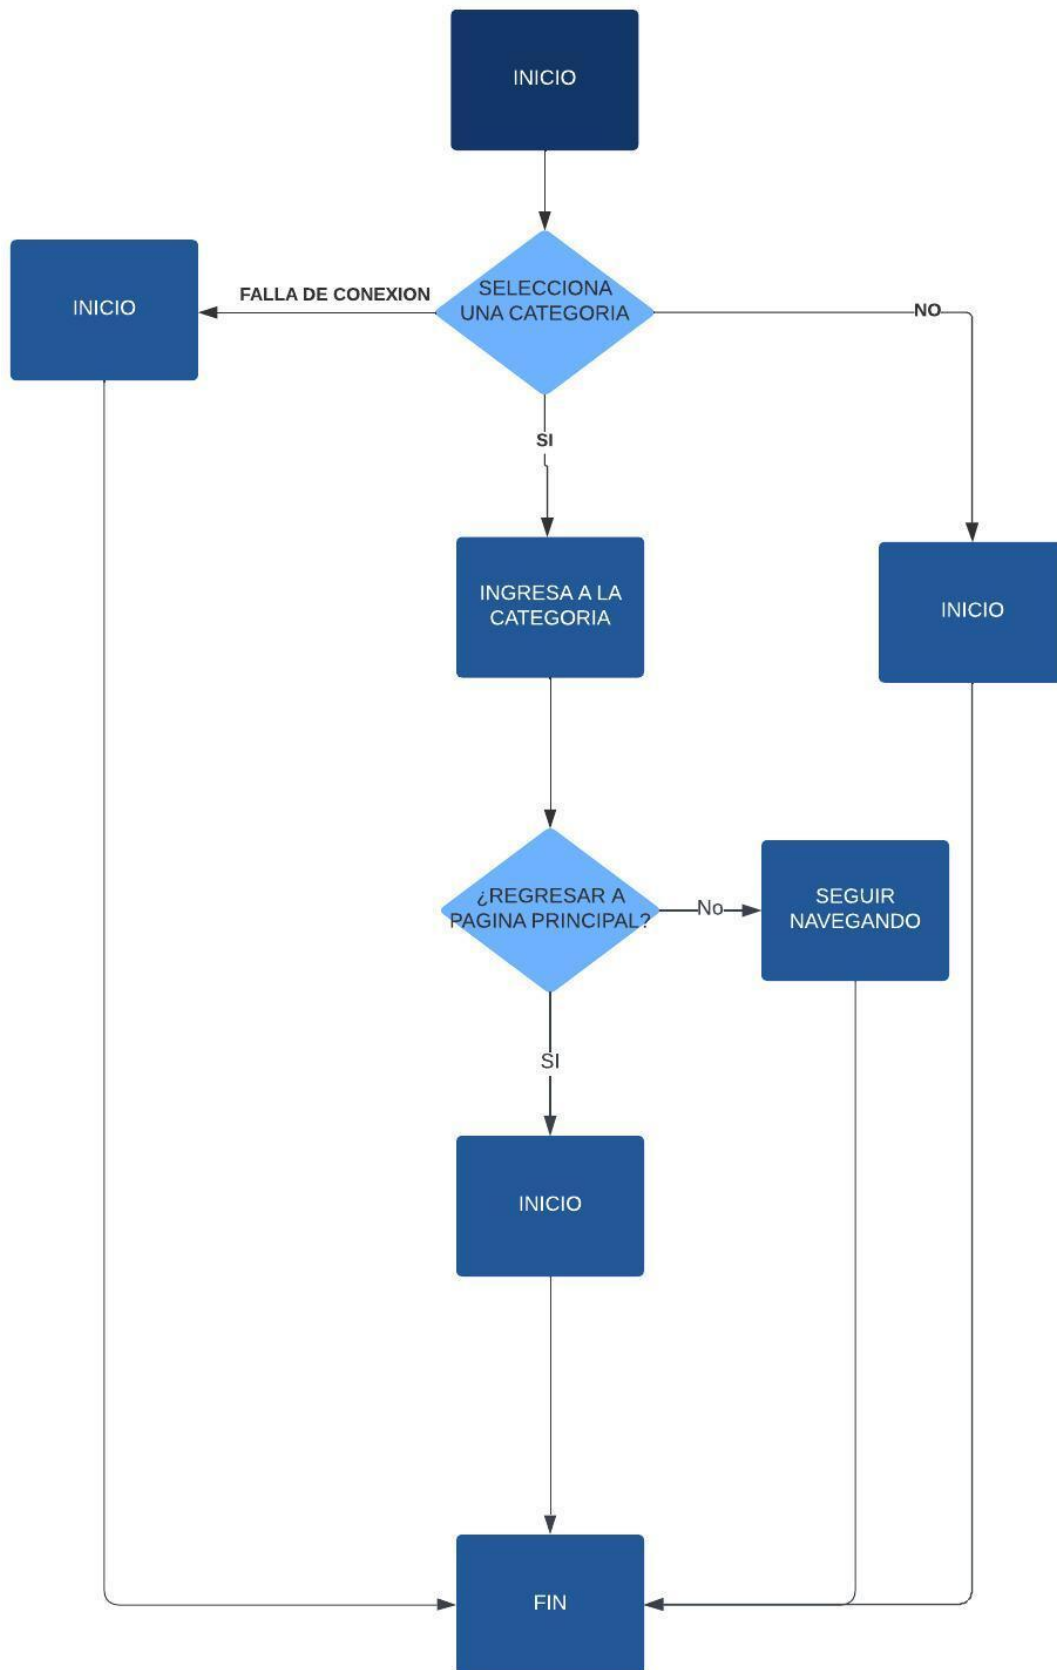 INICIO
SELECCIONA
UNA CATEGORIA
FALLA DE CONEXION
INICIO
NO
SI
INGRESA A LA
CATEGORIA
INICIO
¿REGRESAR A
PAGINA PRINCIPAL?
No
SEGUIR
NAVEGANDO
SI
INICIO
FIN